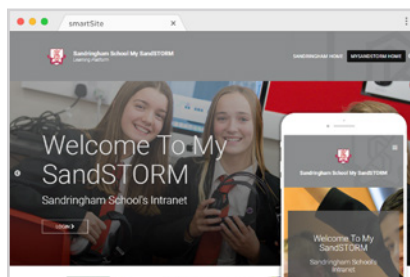 smartSite
Sandringham School My SandSTORM
Learning Platform
SANDRINGHAM HOME
MYSANDSTORM HOME
Welcome To My
SandSTORM
Sandringham School's Intranet
LOGIN
Sandringham School My SandSTORM
Welcome To My
SandSTORM
Sandringham School's
Intranet